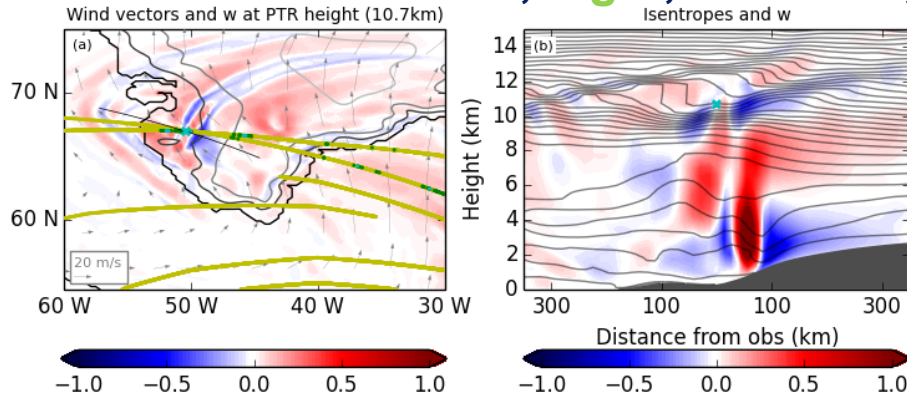 Wind vectors and w at PTR height (10.7km)
(a)
70 N
60 N
20 m/s
60 W 50 W 40 W 30 W
−1.0 −0.5 0.0 0.5 1.0
Isentropes and w
(b)
Height (km)
14
12
10
8
6
4
2
0
300 100 100 300
Distance from obs (km)
−1.0 −0.5 0.0 0.5 1.0